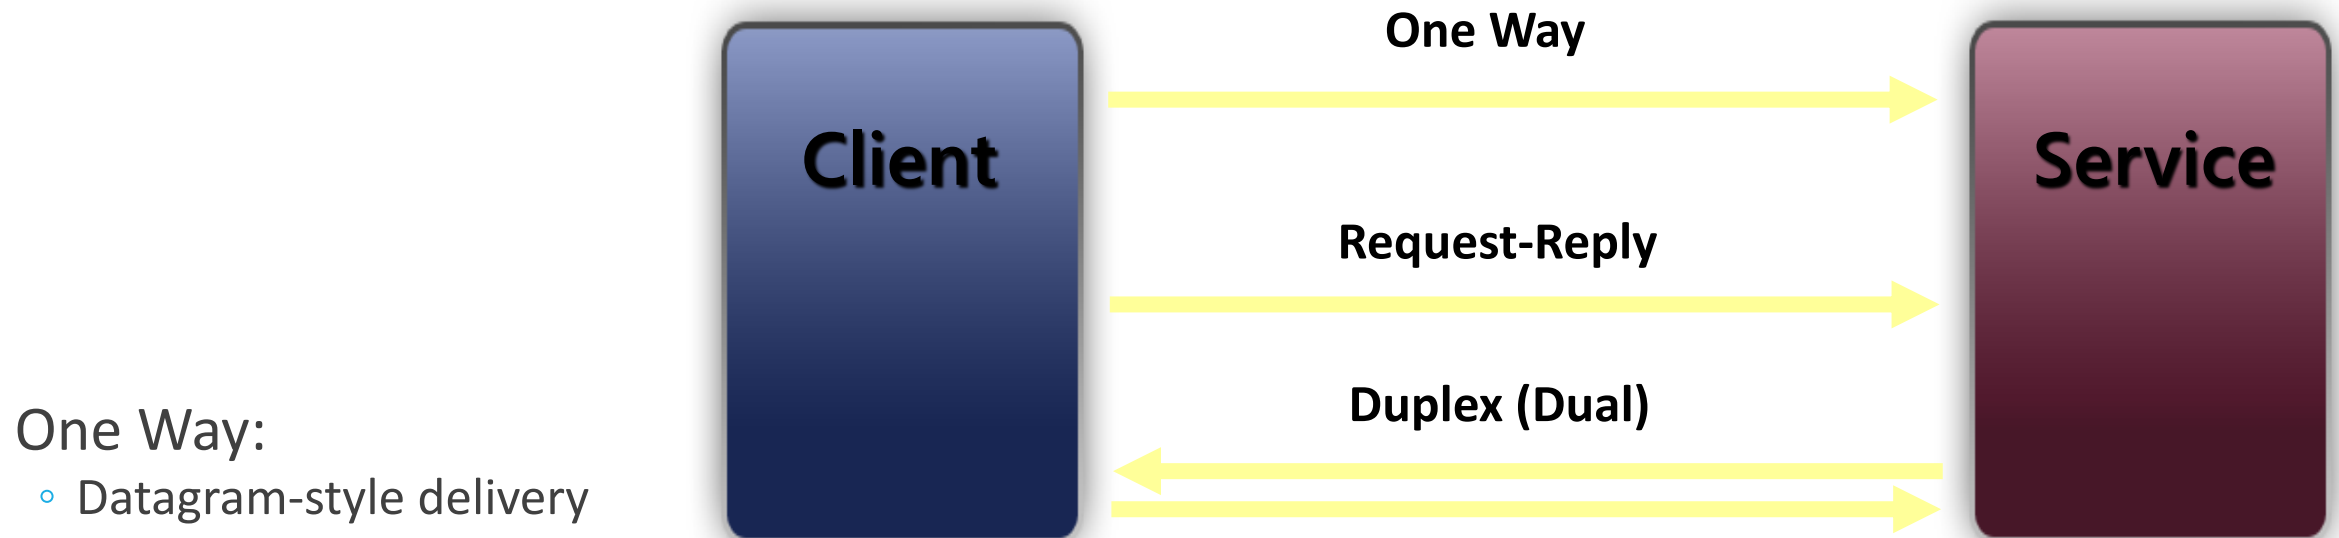 One Way
Client
Service
Request-Reply
Duplex (Dual)
One Way:
◦ Datagram-style delivery